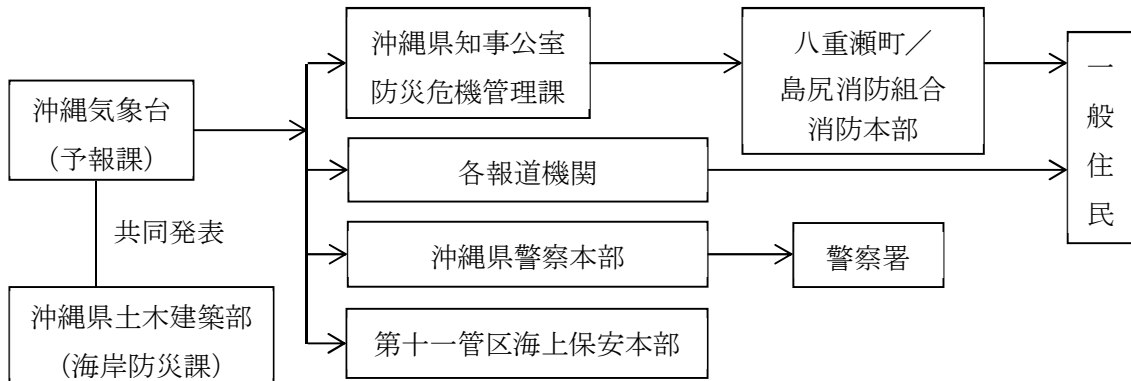 沖縄気象台
（予報課）
共同発表
沖縄県土木建築部
（海岸防災課）
沖縄県知事公室
防災危機管理課
各報道機関
沖縄県警察本部
第十一管区海上保安本部
八重瀬町／
島尻消防組合
消防本部
警察署
一般住民